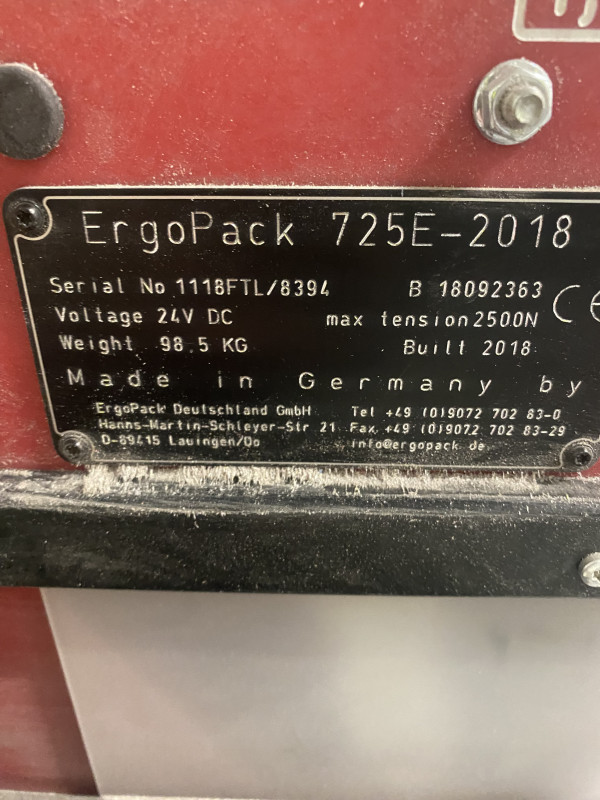 ErgoPack 725E-2018
Serial No 1118FTL/8394 B 18092363
Voltage 24V DC max tension 2500N
Weight 98.5 KG Built 2018
Made in Germany by
ErgoPack Deutschland GmbH Tel +49 (0)9072 702 83-0
Hanns-Martin-Schleyer-Str 21 Fax. +49 (0)9072 702 83-29
D-89415 Lauingen/Do info@ergopack.de
CE